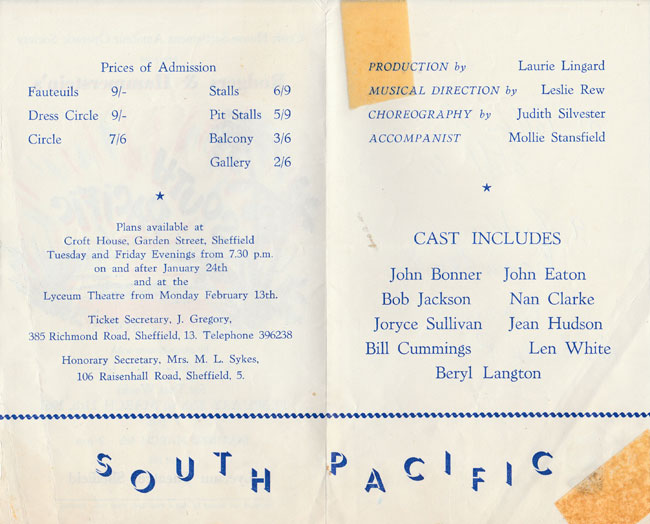 Prices of Admission
Fauteuils 9/- Stalls 6/9
Dress Circle 9/- Pit Stalls 5/9
Circle 7/6 Balcony 3/6
Gallery 2/6
Plans available at
Croft House, Garden Street, Sheffield
Tuesday and Friday Evenings from 7.30 p.m.
on and after January 24th
and at the
Lyceum Theatre from Monday February 13th.
Ticket Secretary, J. Gregory,
385 Richmond Road, Sheffield, 13. Telephone 396238
Honorary Secretary, Mrs. M. L. Sykes,
106 Raisenhall Road, Sheffield, 5.
PRODUCTION by Laurie Lingard
MUSICAL DIRECTION by Leslie Rew
CHOREOGRAPHY by Judith Silvester
ACCOMPANIST Mollie Stansfield
CAST INCLUDES
John Bonner John Eaton
Bob Jackson Nan Clarke
Joryce Sullivan Jean Hudson
Bill Cummings Len White
Beryl Langton
SOUTH PACIFIC